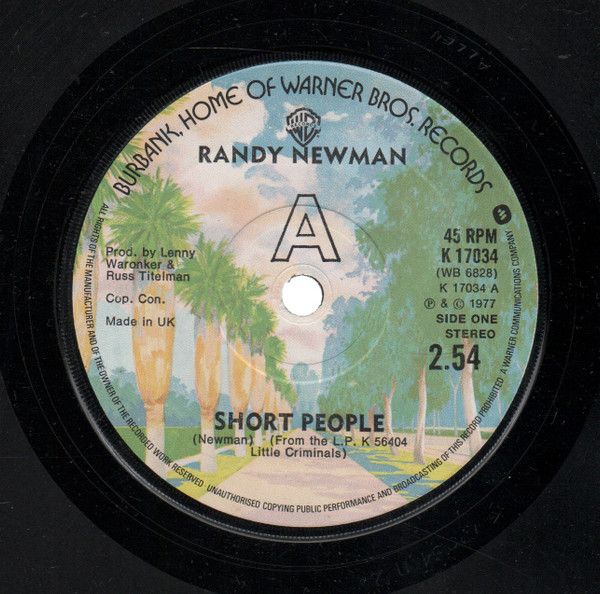 BURBANK, HOME OF WARNER BROS. RECORDS
RECORDS
RANDY NEWMAN
A
Prod. by Lenny
Waronker &
Russ Titelman
Cop. Con.
Made in UK
45 RPM
K 17034
(WB 6828)
K 17034 A
℗ & © 1977
SIDE ONE
STEREO
2.54
SHORT PEOPLE
(Newman) - (From the L.P. K 56404
Little Criminals)
ALL RIGHTS OF THE MANUFACTURER AND OF THE OWNER OF THE RECORDED WORK RESERVED. UNAUTHORISED COPYING PUBLIC PERFORMANCE AND BROADCASTING OF THIS RECORD PROHIBITED. A WARNER COMMUNICATIONS COMPANY
ALLEN